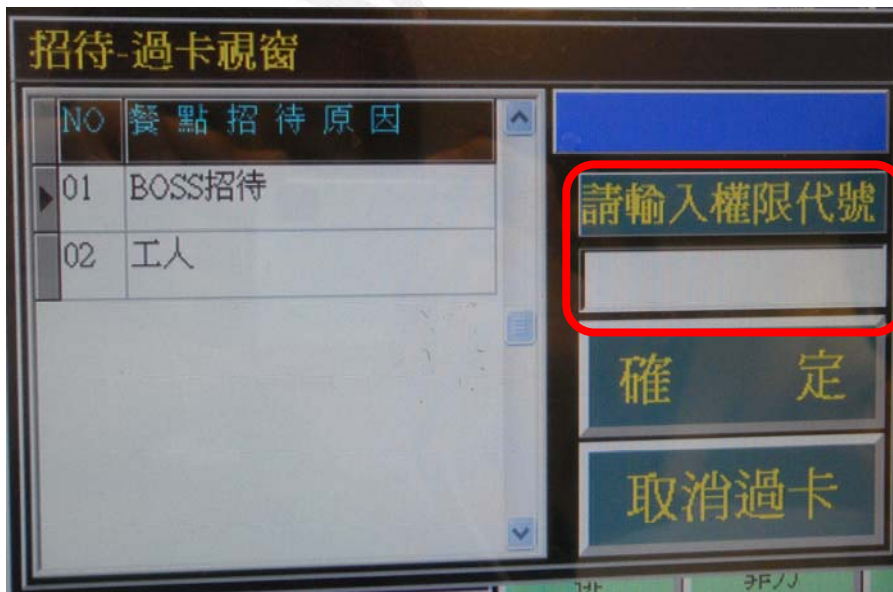 招待-過卡視窗
NO 餐點招待原因
01 BOSS招待
02 工人
請輸入權限代號
確 定
取消過卡